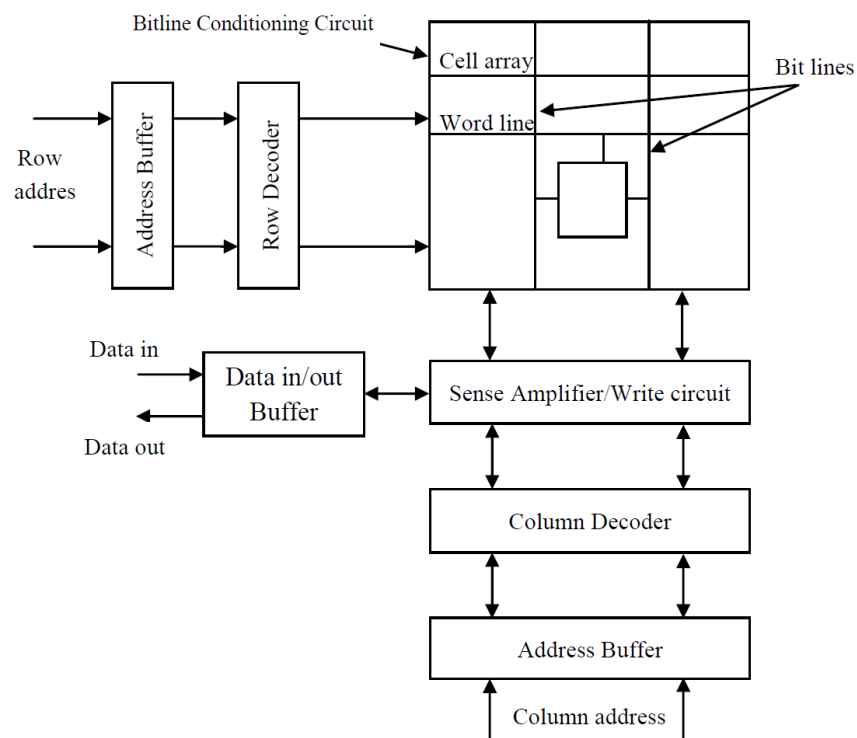 Bitline Conditioning Circuit
Cell array
Bit lines
Word line
Row
addres
Address Buffer
Row Decoder
Data in
Data in/out
Buffer
Data out
Sense Amplifier/Write circuit
Column Decoder
Address Buffer
Column address